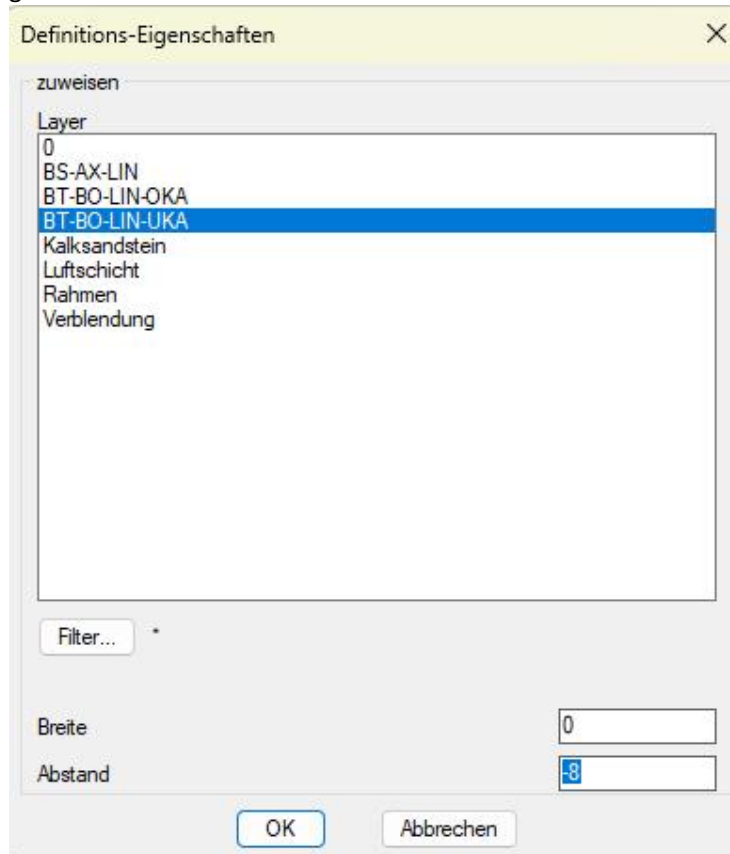 Definitions-Eigenschaften
zuweisen
Layer
0
BS-AX-LIN
BT-BO-LIN-OKA
BT-BO-LIN-UKA
Kalksandstein
Luftschicht
Rahmen
Verblendung
Filter... *
Breite 0
Abstand -8
OK Abbrechen